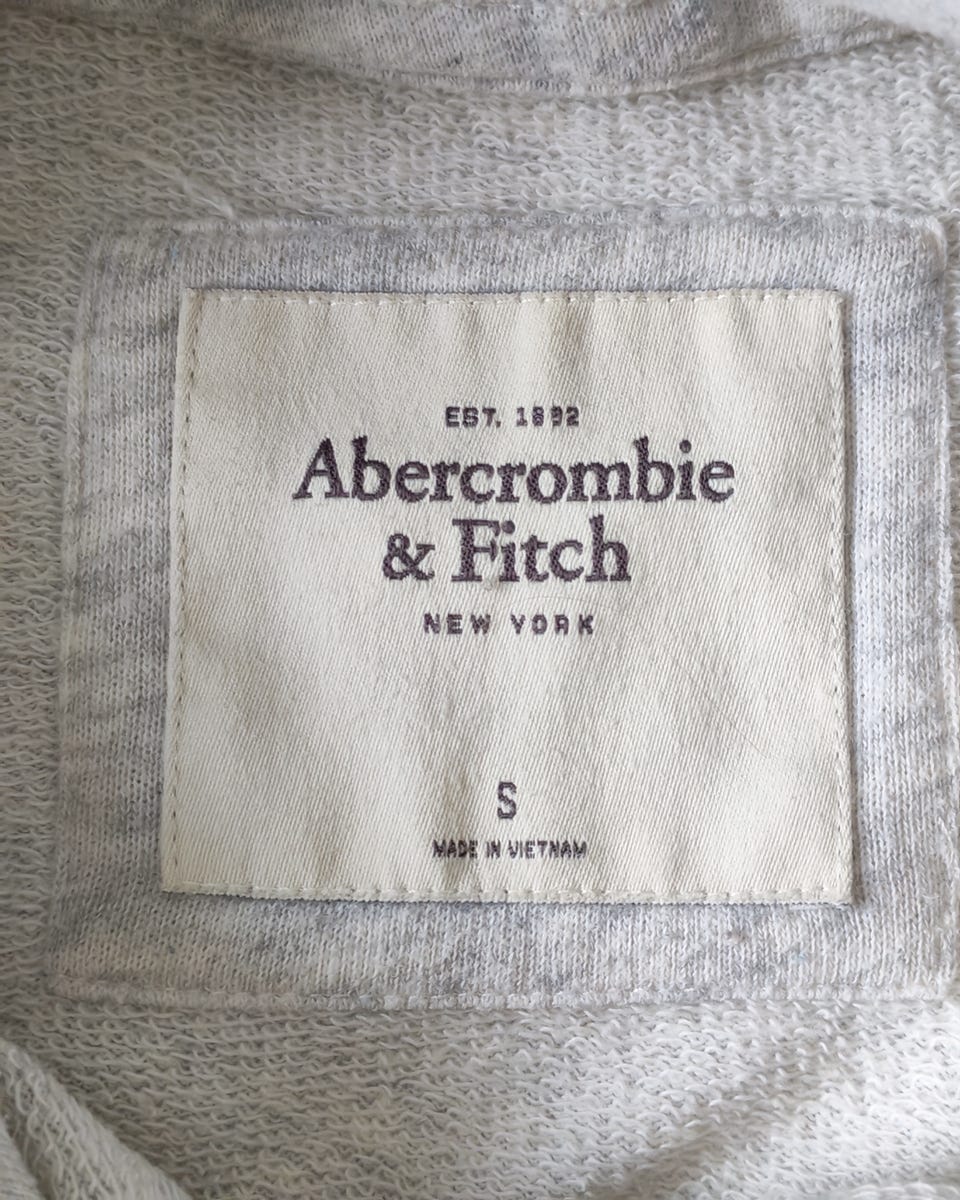 EST. 1892
Abercrombie
& Fitch
NEW YORK
S
MADE IN VIETNAM